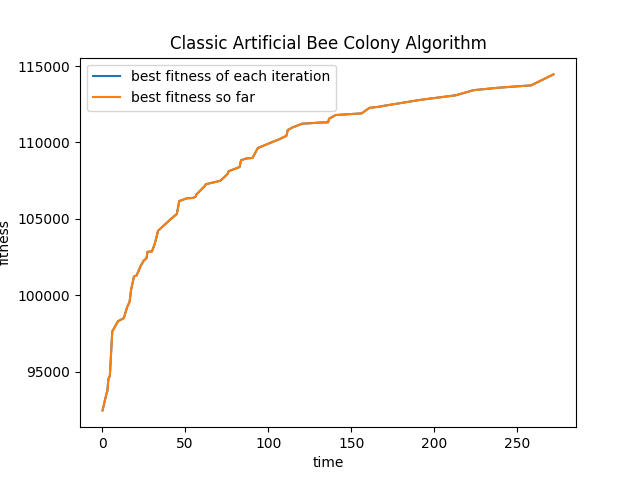 Classic Artificial Bee Colony Algorithm
best fitness of each iteration
best fitness so far
115000
110000
105000
100000
95000
fitness
0 50 100 150 200 250
time